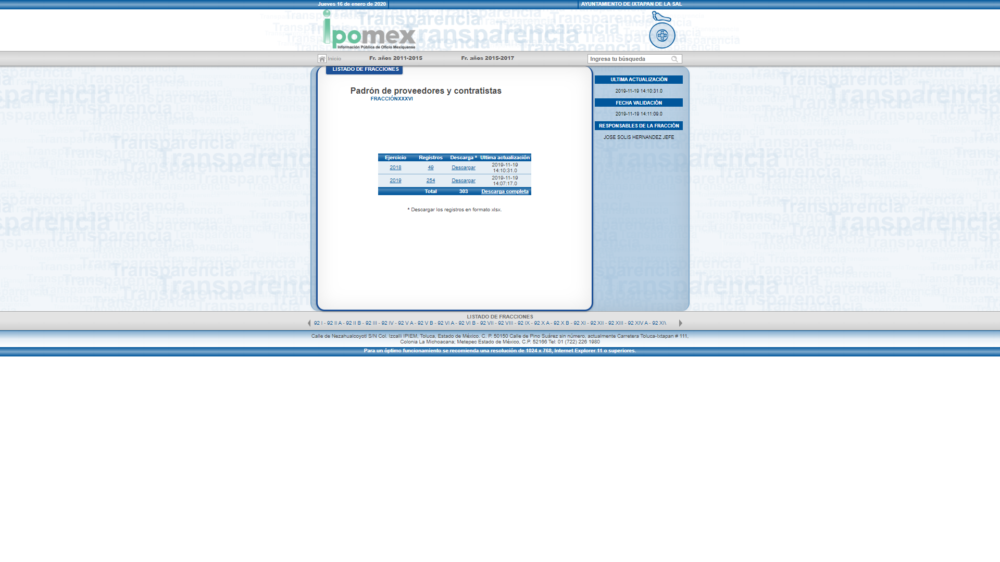 Jueves 16 de enero de 2020
AYUNTAMIENTO DE IXTAPAN DE LA SAL
ipomex
Información Pública de Oficio Mexiquense
Inicio
Fr. años 2011-2015
Fr. años 2015-2017
Ingresa tu búsqueda
LISTADO DE FRACCIONES
Padrón de proveedores y contratistas
FRACCIÓNXXXVI
Ejercicio Registros Descarga * Ultima actualización
2018 49 Descargar 2019-11-19 14:10:31.0
2019 254 Descargar 2019-11-19 14:07:17.0
Total 303 Descarga completa
* Descargar los registros en formato xlsx.
ULTIMA ACTUALIZACIÓN
2019-11-19 14:10:31.0
FECHA VALIDACIÓN
2019-11-19 14:11:09.0
RESPONSABLES DE LA FRACCIÓN
JOSE SOLIS HERNANDEZ JEFE
LISTADO DE FRACCIONES
92 I - 92 II A - 92 II B - 92 III - 92 IV - 92 V A - 92 V B - 92 VI A - 92 VI B - 92 VII - 92 VIII - 92 IX - 92 X A - 92 X B - 92 XI - 92 XII - 92 XIII - 92 XIV A - 92
Calle de Nezahualcoyotl S/N Col. Izcalli IPIEM, Toluca, Estado de México. C. P. 50150 Calle de Pino Suárez sin número, actualmente Carretera Toluca-Ixtapan # 111,
Colonia La Michoacana; Metepec Estado de México, C.P. 52166 Tel: 01 (722) 226 1980
Para un óptimo funcionamiento se recomienda una resolución de 1024 x 768, Internet Explorer 11 o superiores.